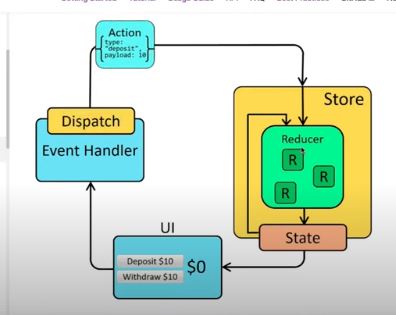 Action
type:
"deposit",
payload: 10
Store
Dispatch
Event Handler
Reducer
R
R
R
State
UI
Deposit $10
$0
Withdraw $10